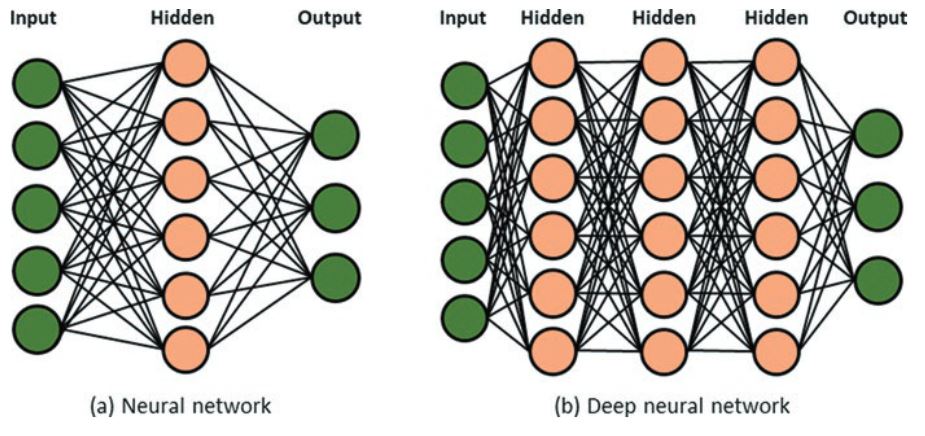 Input Hidden Output
Input Hidden Hidden Hidden Output
(a) Neural network
(b) Deep neural network